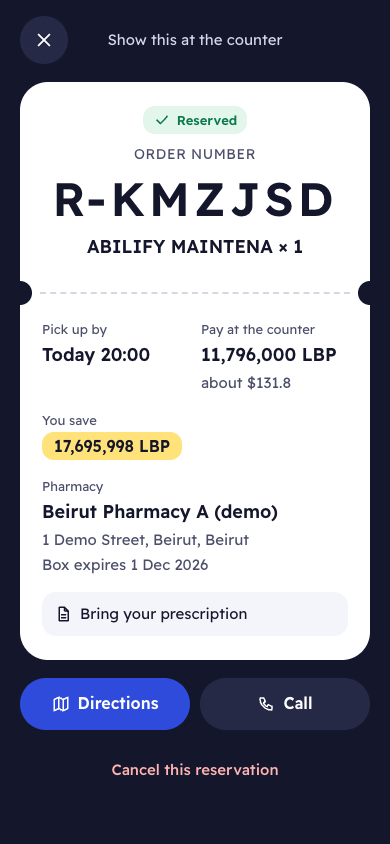 Show this at the counter
Reserved
ORDER NUMBER
R-KMZJSD
ABILIFY MAINTENA × 1
Pick up by
Today 20:00
Pay at the counter
11,796,000 LBP
about $131.8
You save
17,695,998 LBP
Pharmacy
Beirut Pharmacy A (demo)
1 Demo Street, Beirut, Beirut
Box expires 1 Dec 2026
Bring your prescription
Directions
Call
Cancel this reservation